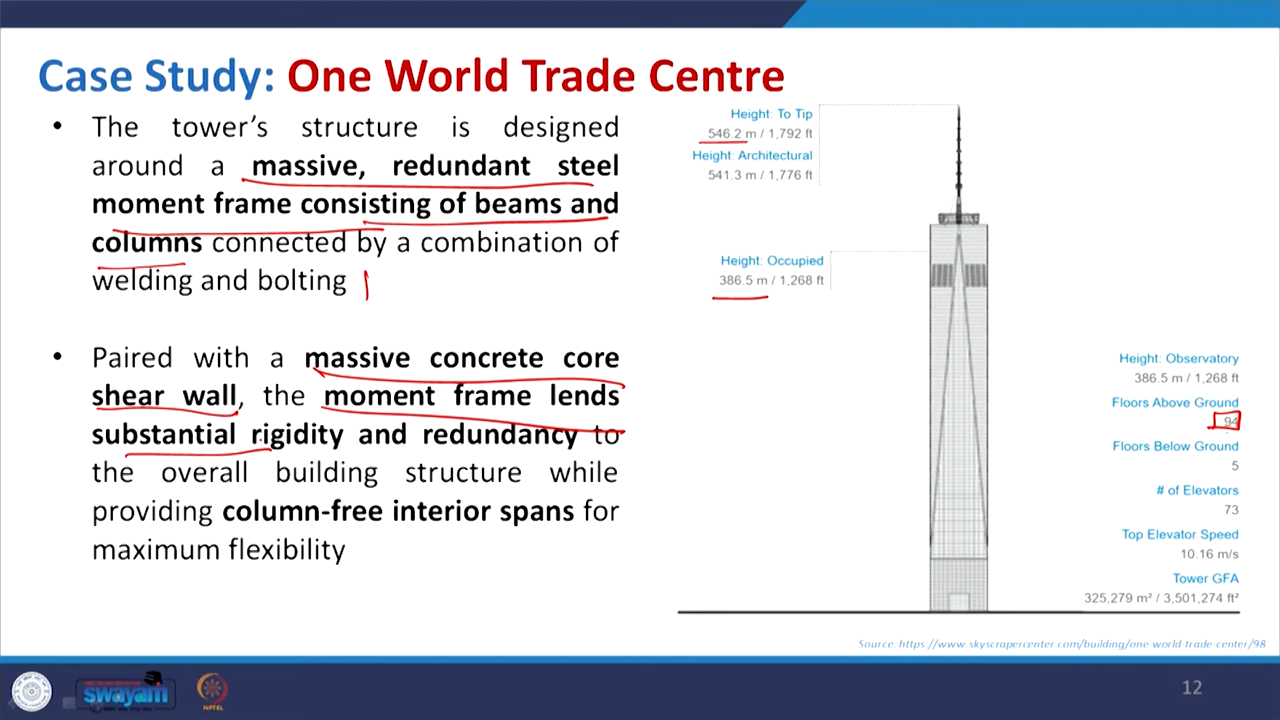 Case Study: One World Trade Centre
• The tower's structure is designed
around a massive, redundant steel
moment frame consisting of beams and
columns connected by a combination of
welding and bolting
• Paired with a massive concrete core
shear wall, the moment frame lends
substantial rigidity and redundancy to
the overall building structure while
providing column-free interior spans for
maximum flexibility
Height: To Tip
546.2 m / 1,792 ft
Height: Architectural
541.3 m / 1,776 ft
Height: Occupied
386.5 m / 1,268 ft
Height: Observatory
386.5 m / 1,268 ft
Floors Above Ground
94
Floors Below Ground
5
# of Elevators
73
Top Elevator Speed
10.16 m/s
Tower GFA
325,279 m² / 3,501,274 ft²
Source: https://www.skyscrapercenter.com/building/one-world-trade-center/98
swayam
NPTEL
12